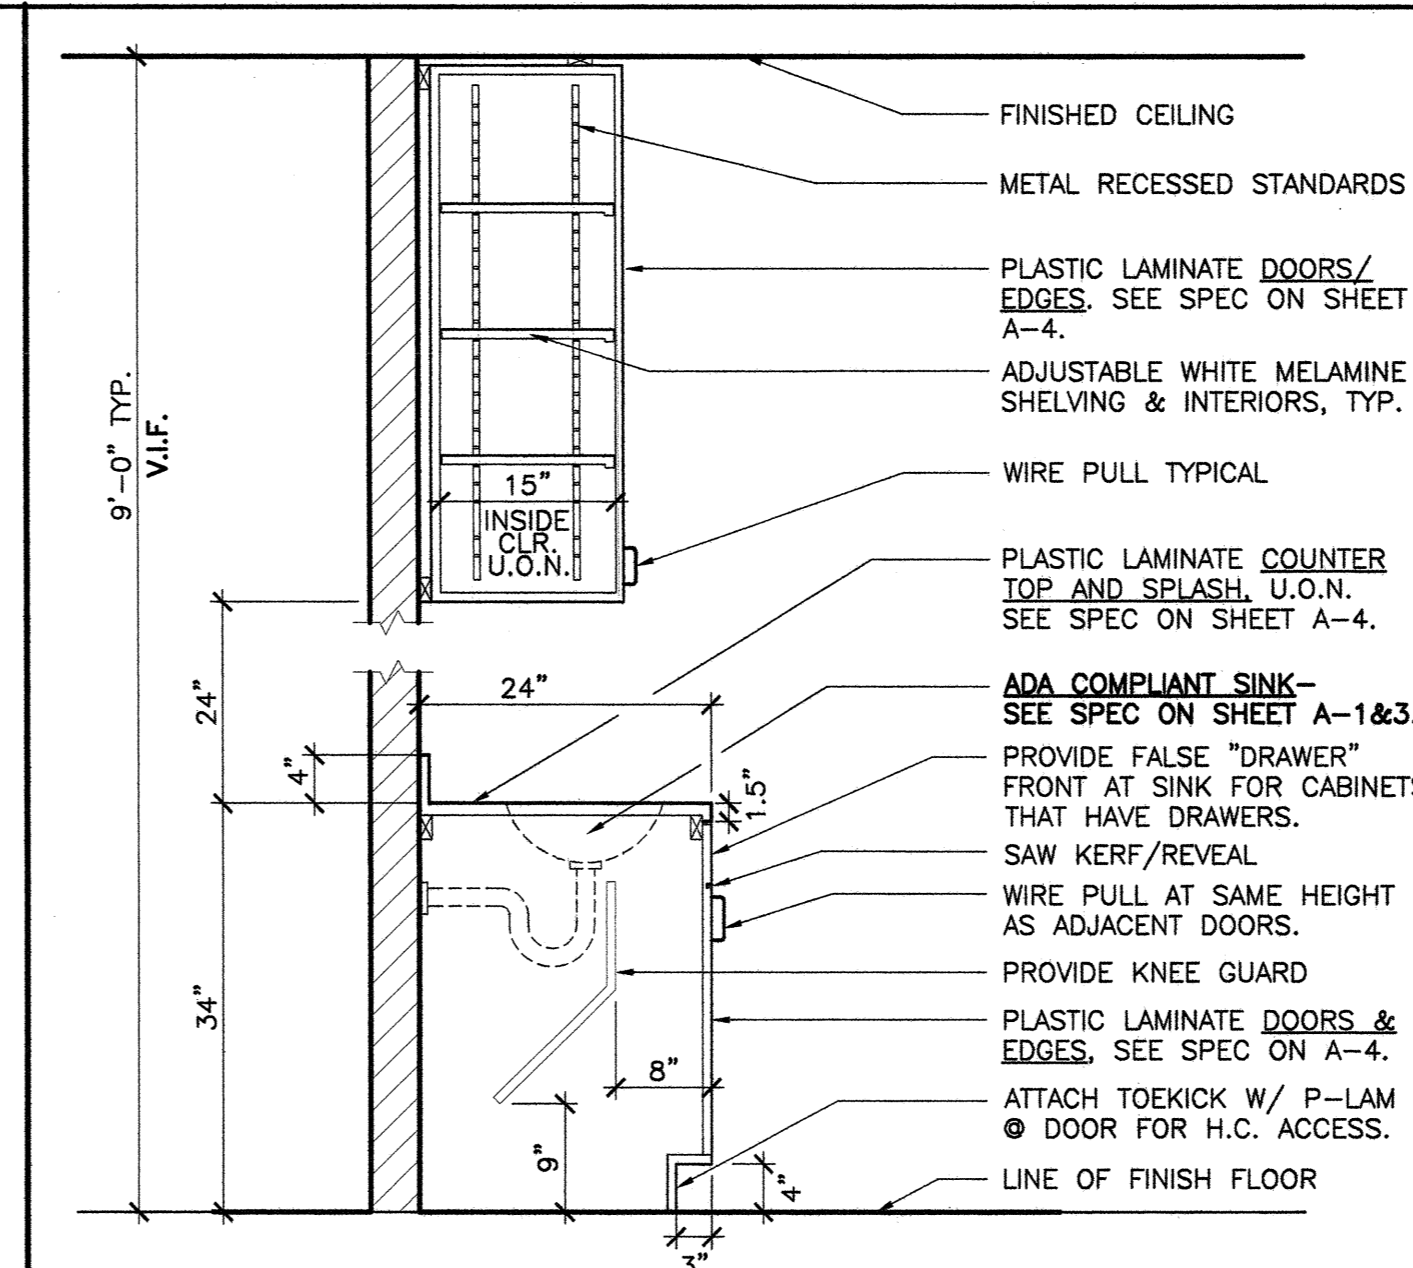 FINISHED CEILING
METAL RECESSED STANDARDS
PLASTIC LAMINATE DOORS/
EDGES. SEE SPEC ON SHEET
A-4.
ADJUSTABLE WHITE MELAMINE
SHELVING & INTERIORS, TYP.
WIRE PULL TYPICAL
PLASTIC LAMINATE COUNTER
TOP AND SPLASH, U.O.N.
SEE SPEC ON SHEET A-4.
ADA COMPLIANT SINK-
SEE SPEC ON SHEET A-1&3.
PROVIDE FALSE "DRAWER"
FRONT AT SINK FOR CABINETS
THAT HAVE DRAWERS.
SAW KERF/REVEAL
WIRE PULL AT SAME HEIGHT
AS ADJACENT DOORS.
PROVIDE KNEE GUARD
PLASTIC LAMINATE DOORS &
EDGES, SEE SPEC ON A-4.
ATTACH TOEKICK W/ P-LAM
@ DOOR FOR H.C. ACCESS.
LINE OF FINISH FLOOR
9'-0" TYP.
V.I.F.
15"
INSIDE
CLR.
U.O.N.
24"
24"
4"
1.5"
34"
8"
9"
4"
3"